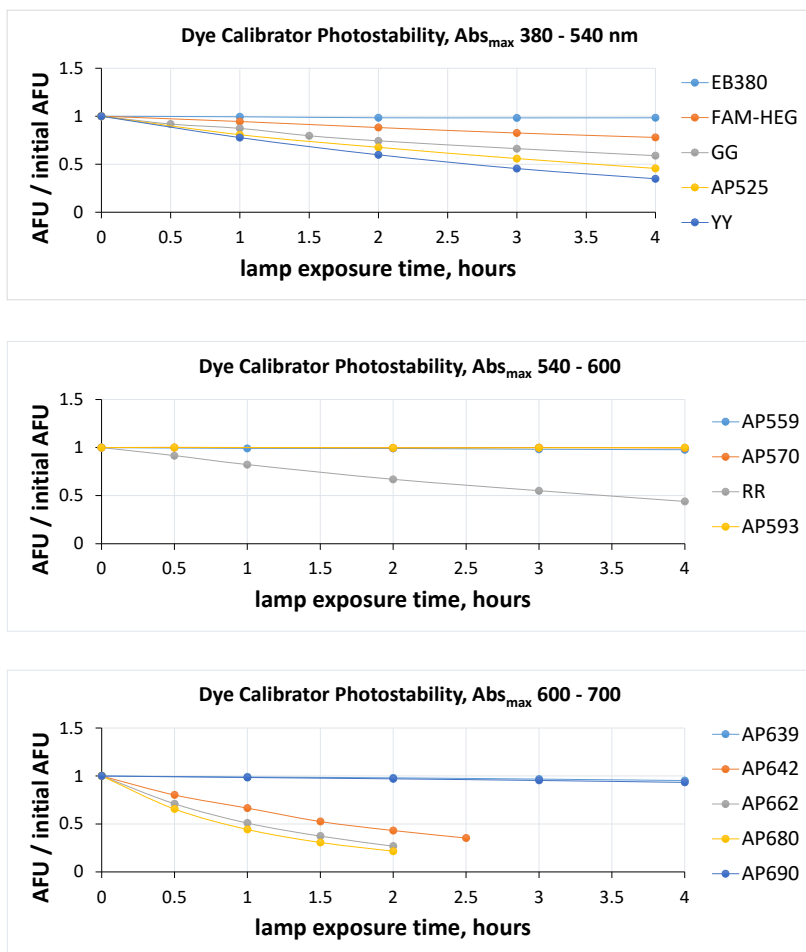 Dye Calibrator Photostability, Absmax 380 - 540 nm
1.5
1
0.5
0
AFU / initial AFU
0 0.5 1 1.5 2 2.5 3 3.5 4
lamp exposure time, hours
EB380
FAM-HEG
GG
AP525
YY
Dye Calibrator Photostability, Absmax 540 - 600
1.5
1
0.5
0
AFU / initial AFU
0 0.5 1 1.5 2 2.5 3 3.5 4
lamp exposure time, hours
AP559
AP570
RR
AP593
Dye Calibrator Photostability, Absmax 600 - 700
1.5
1
0.5
0
AFU / initial AFU
0 0.5 1 1.5 2 2.5 3 3.5 4
lamp exposure time, hours
AP639
AP642
AP662
AP680
AP690